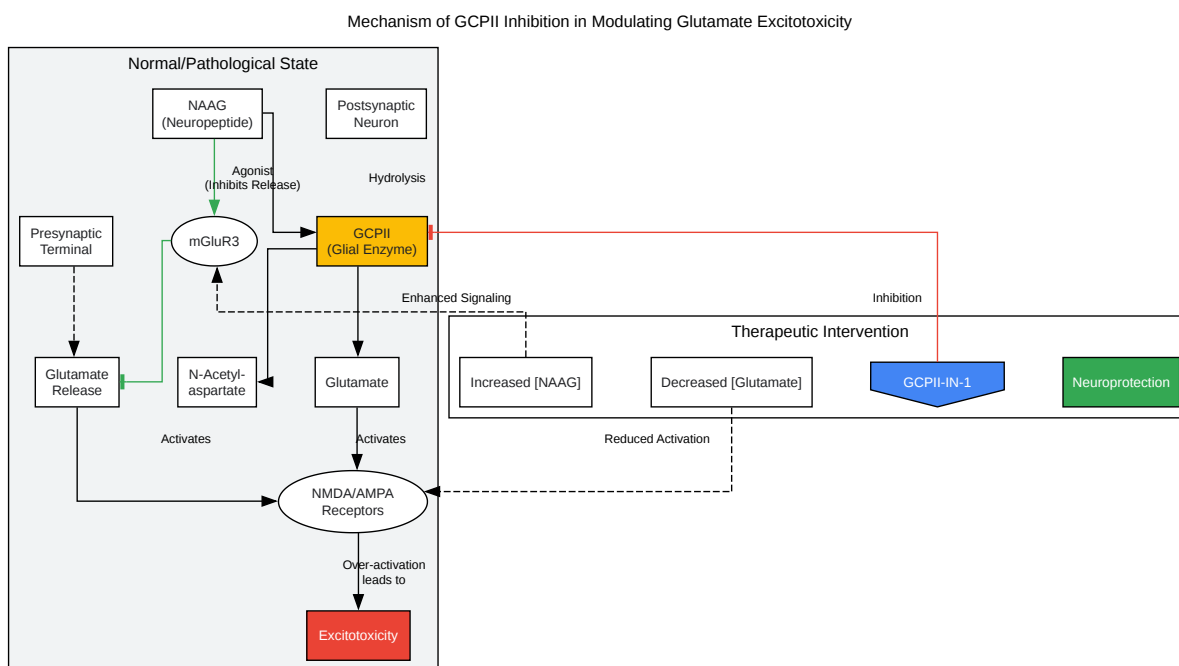 Mechanism of GCPII Inhibition in Modulating Glutamate Excitotoxicity
Normal/Pathological State
NAAG
(Neuropeptide)
Postsynaptic
Neuron
Agonist
(Inhibits Release)
Hydrolysis
Presynaptic
Terminal
mGluR3
GCPII
(Glial Enzyme)
Enhanced Signaling
Inhibition
Therapeutic Intervention
Glutamate
Release
N-Acetyl-
aspartate
Glutamate
Increased [NAAG]
Decreased [Glutamate]
GCPII-IN-1
Neuroprotection
Activates
Activates
Reduced Activation
NMDA/AMPA
Receptors
Over-activation
leads to
Excitotoxicity